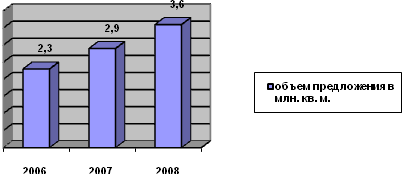 3,6
2,9
2,3
объем предложения в
млн. кв. м.
2006 2007 2008